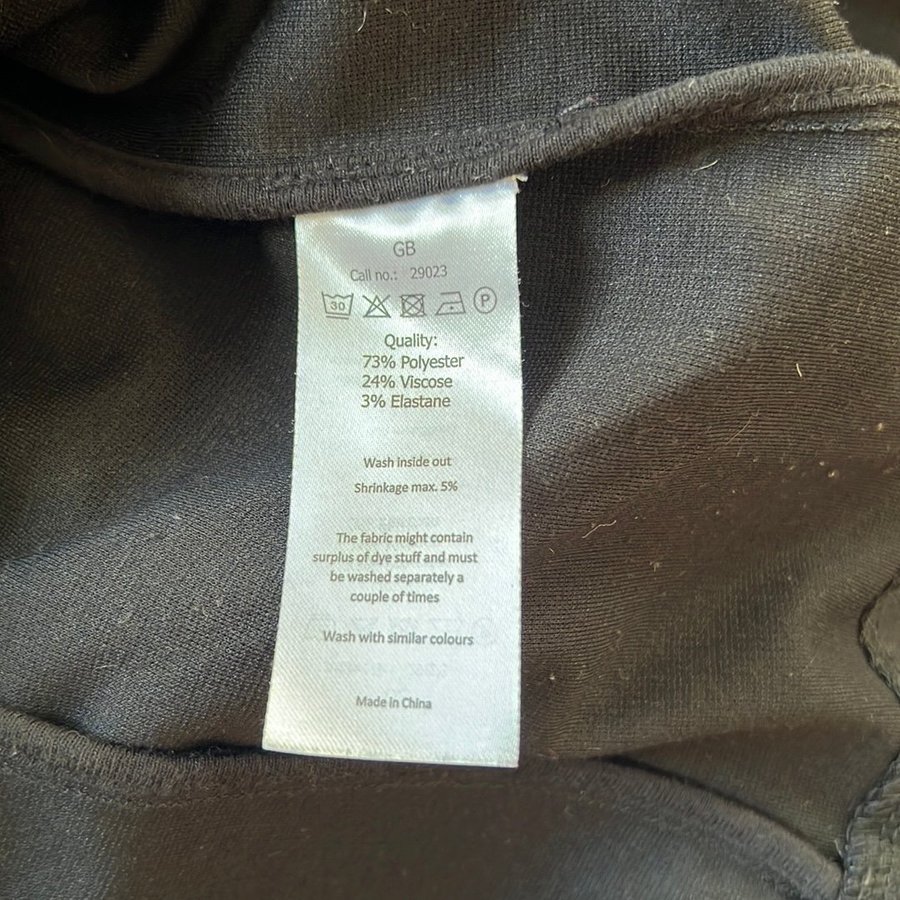 GB
Call no.: 29023
30 P
Quality:
73% Polyester
24% Viscose
3% Elastane
Wash inside out
Shrinkage max. 5%
The fabric might contain
surplus of dye stuff and must
be washed separately a
couple of times
Wash with similar colours
Made in China